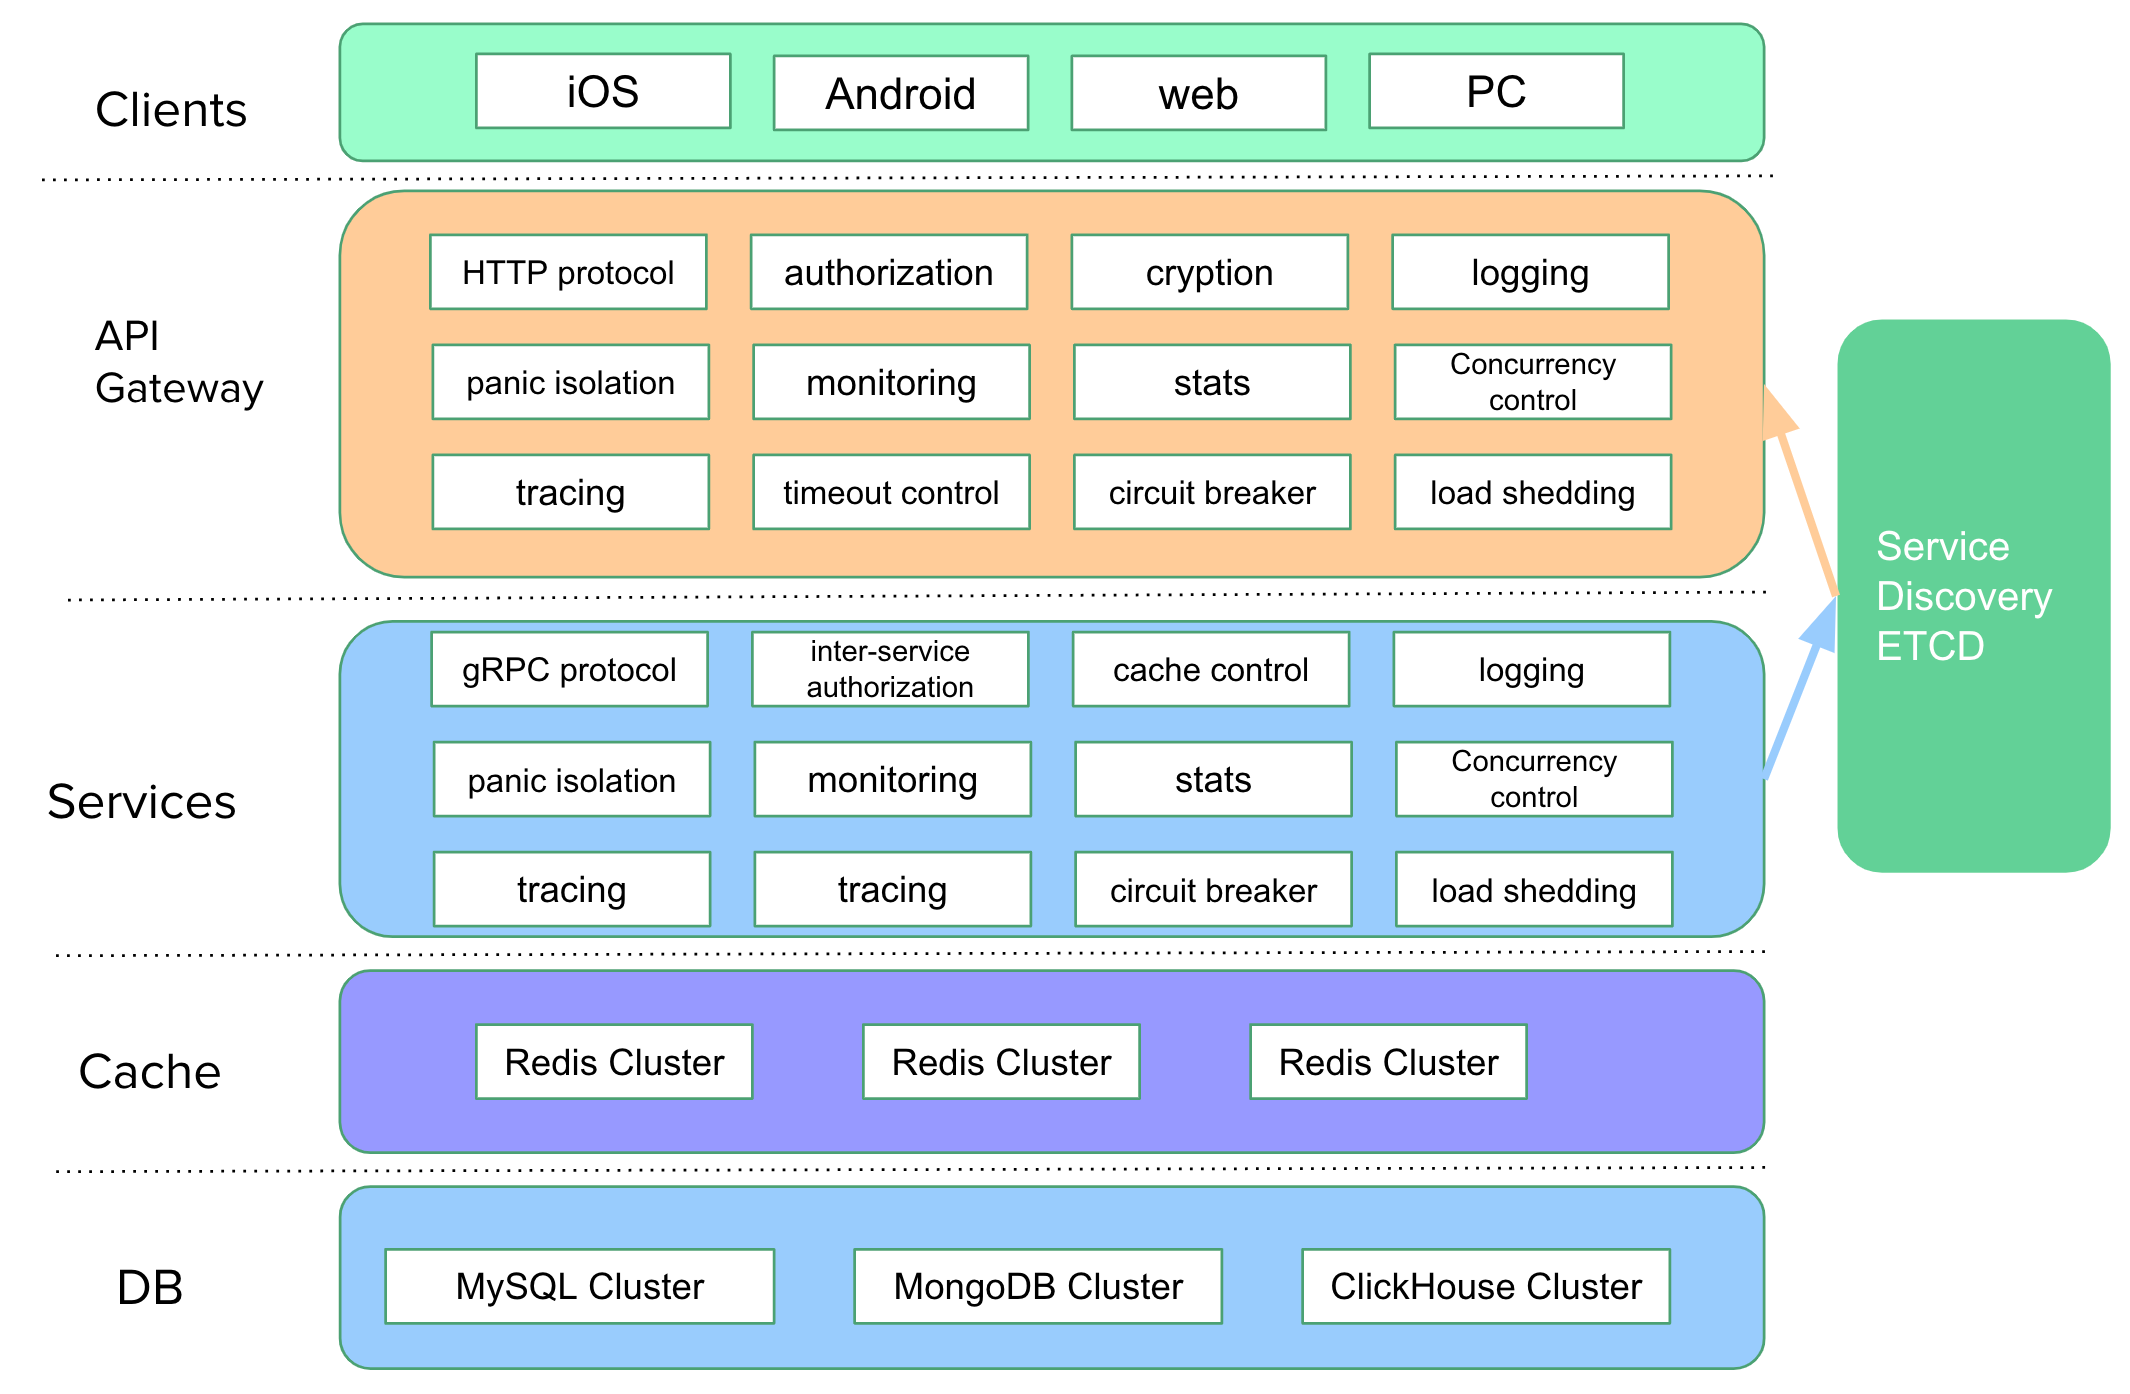 Clients
iOS
Android
web
PC
API
Gateway
HTTP protocol
authorization
cryption
logging
panic isolation
monitoring
stats
Concurrency
control
tracing
timeout control
circuit breaker
load shedding
Service
Discovery
ETCD
Services
gRPC protocol
inter-service
authorization
cache control
logging
panic isolation
monitoring
stats
Concurrency
control
tracing
tracing
circuit breaker
load shedding
Cache
Redis Cluster
Redis Cluster
Redis Cluster
DB
MySQL Cluster
MongoDB Cluster
ClickHouse Cluster